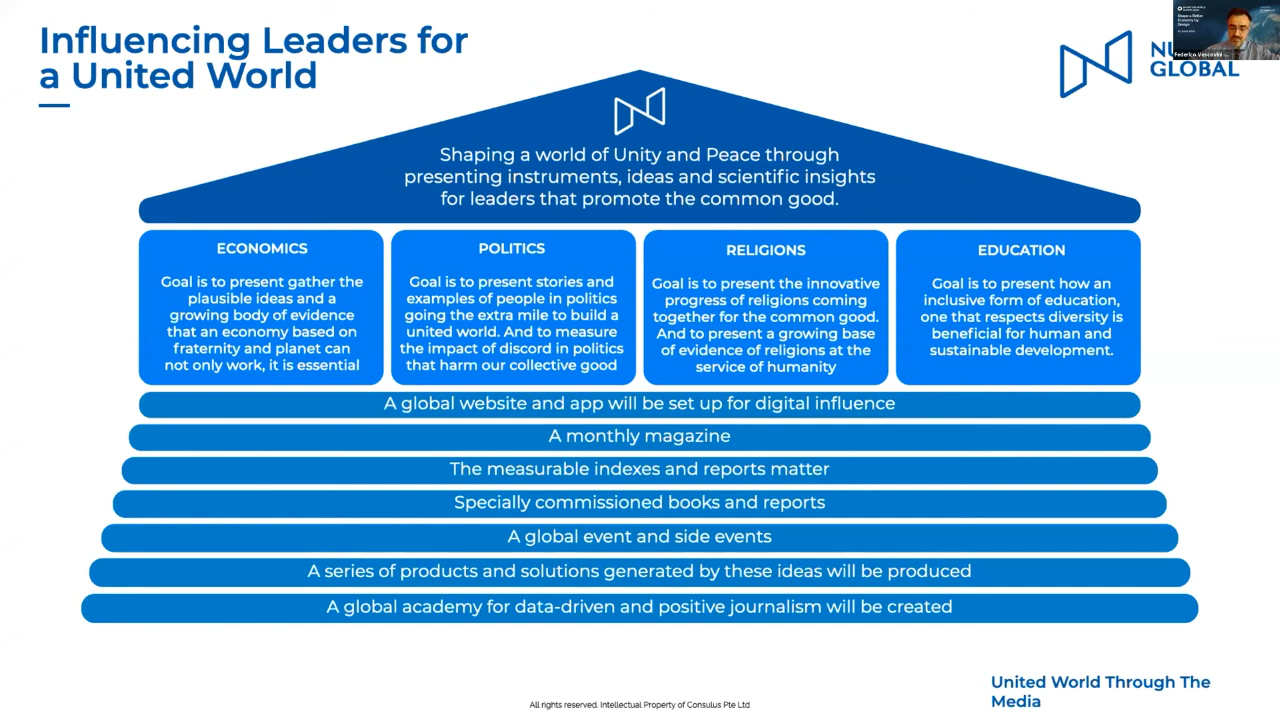 Influencing Leaders for
a United World
GLOBAL
Federico Vescovini
Shaping a world of Unity and Peace through
presenting instruments, ideas and scientific insights
for leaders that promote the common good.
ECONOMICS
Goal is to present gather the
plausible ideas and a
growing body of evidence
that an economy based on
fraternity and planet can
not only work, it is essential
POLITICS
Goal is to present stories and
examples of people in politics
going the extra mile to build a
united world. And to measure
the impact of discord in politics
that harm our collective good
RELIGIONS
Goal is to present the innovative
progress of religions coming
together for the common good.
And to present a growing base
of evidence of religions at the
service of humanity
EDUCATION
Goal is to present how an
inclusive form of education,
one that respects diversity is
beneficial for human and
sustainable development.
A global website and app will be set up for digital influence
A monthly magazine
The measurable indexes and reports matter
Specially commissioned books and reports
A global event and side events
A series of products and solutions generated by these ideas will be produced
A global academy for data-driven and positive journalism will be created
United World Through The
Media
All rights reserved. Intellectual Property of Consulus Pte Ltd